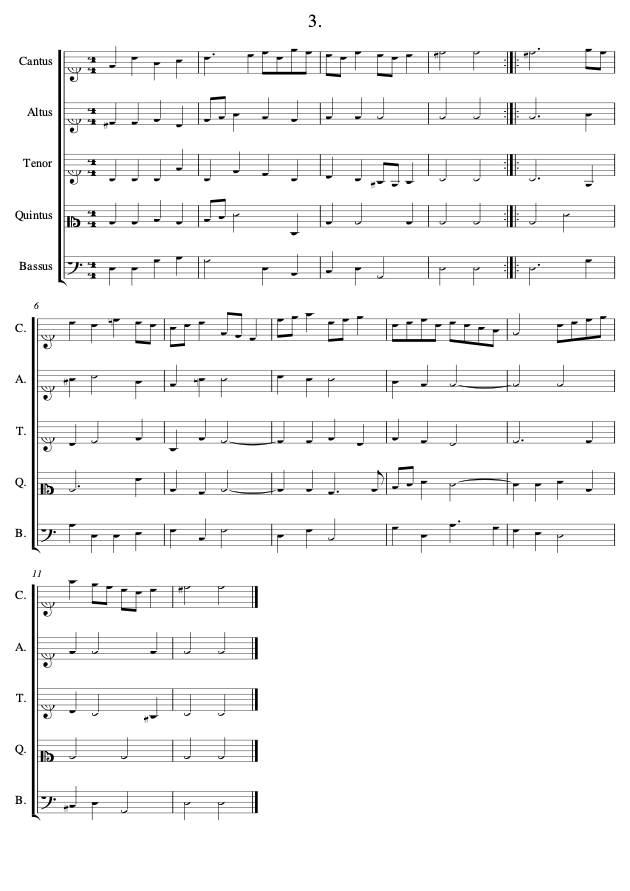 3.
Cantus
Altus
Tenor
Quintus
Bassus
6
C.
A.
T.
Q.
B.
11
C.
A.
T.
Q.
B.